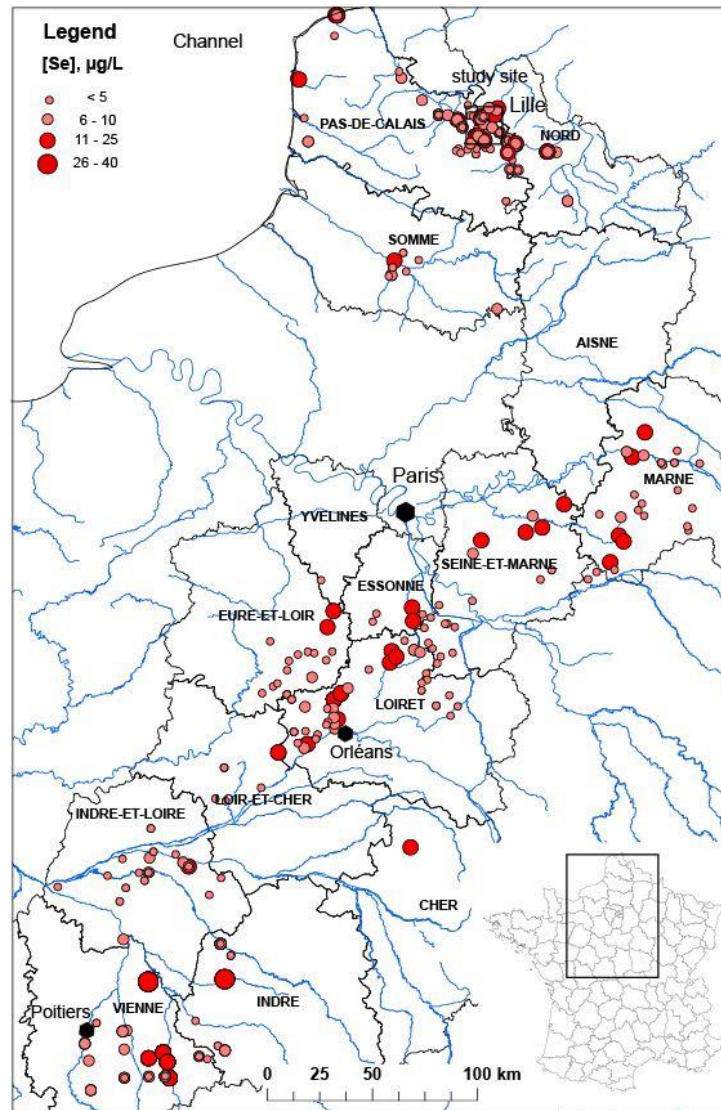 Legend
[Se], µg/L
< 5
6 - 10
11 - 25
26 - 40
Channel
study site
Lille
PAS-DE-CALAIS
NORD
SOMME
AISNE
Paris
MARNE
YVELINES
SEINE-ET-MARNE
ESSONNE
EURE-ET-LOIR
LOIRET
Orléans
LOIR-ET-CHER
INDRE-ET-LOIRE
CHER
INDRE
VIENNE
Poitiers
0 25 50 100 km